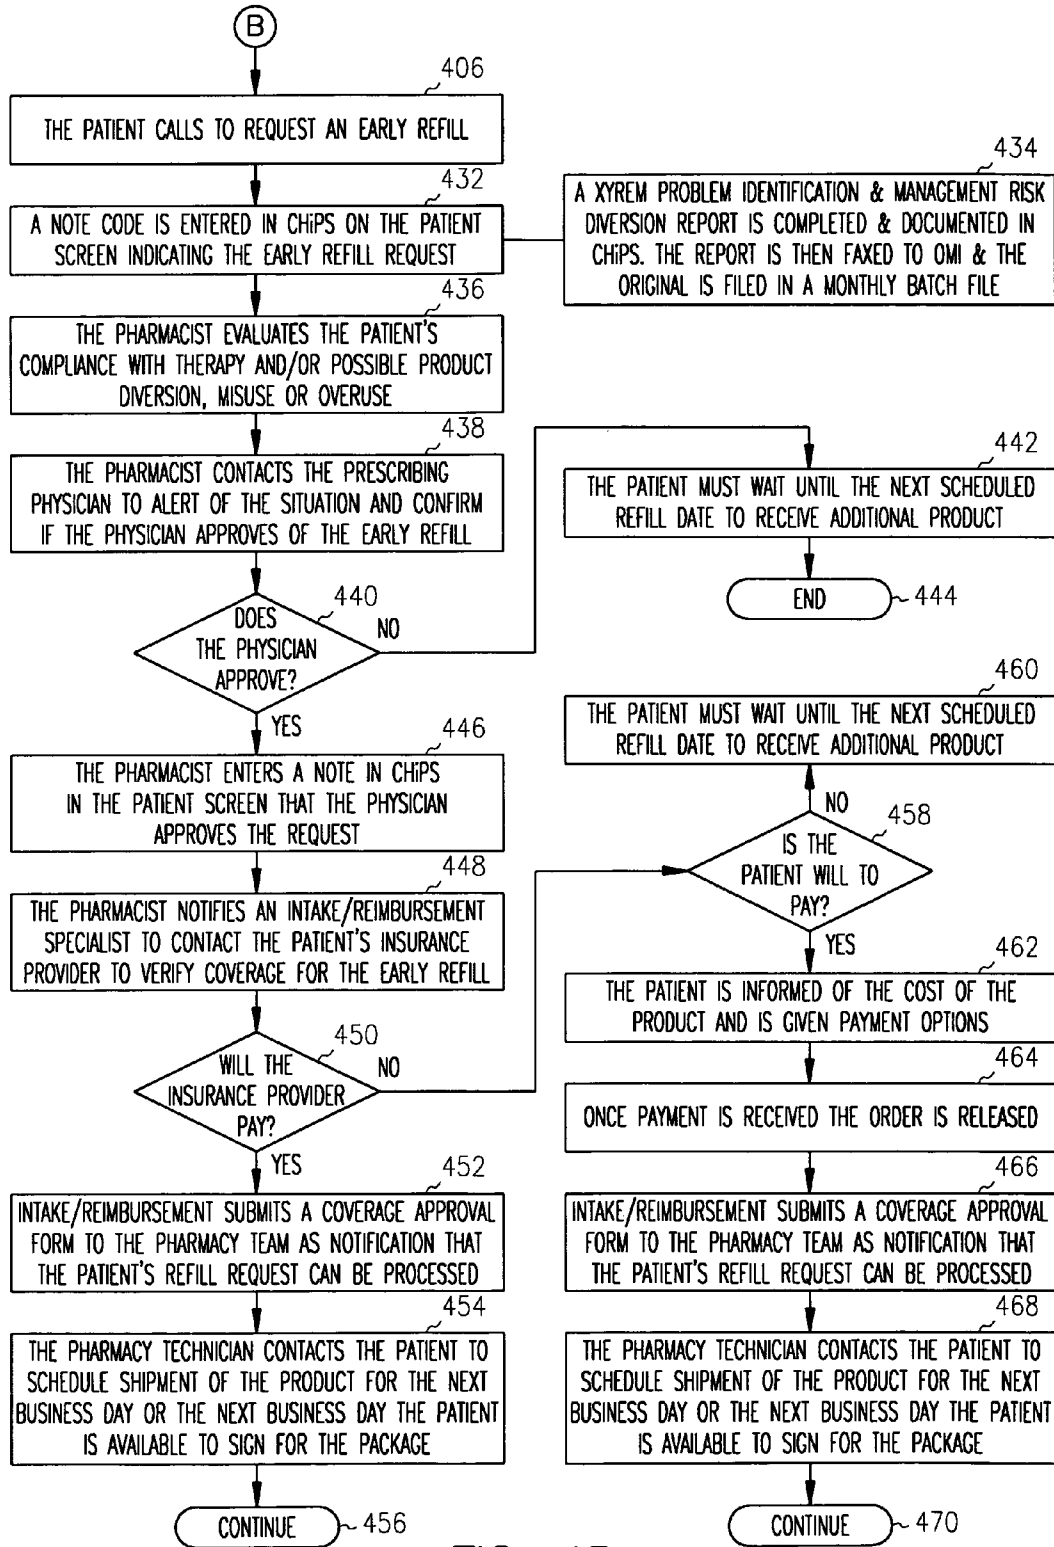 B
406
THE PATIENT CALLS TO REQUEST AN EARLY REFILL
432
A NOTE CODE IS ENTERED IN CHiPS ON THE PATIENT
SCREEN INDICATING THE EARLY REFILL REQUEST
434
A XYREM PROBLEM IDENTIFICATION & MANAGEMENT RISK
DIVERSION REPORT IS COMPLETED & DOCUMENTED IN
CHiPS. THE REPORT IS THEN FAXED TO OMI & THE
ORIGINAL IS FILED IN A MONTHLY BATCH FILE
436
THE PHARMACIST EVALUATES THE PATIENT'S
COMPLIANCE WITH THERAPY AND/OR POSSIBLE PRODUCT
DIVERSION, MISUSE OR OVERUSE
438
THE PHARMACIST CONTACTS THE PRESCRIBING
PHYSICIAN TO ALERT OF THE SITUATION AND CONFIRM
IF THE PHYSICIAN APPROVES OF THE EARLY REFILL
440
DOES
THE PHYSICIAN
APPROVE?
NO
YES
442
THE PATIENT MUST WAIT UNTIL THE NEXT SCHEDULED
REFILL DATE TO RECEIVE ADDITIONAL PRODUCT
END
444
446
THE PHARMACIST ENTERS A NOTE IN CHiPS
IN THE PATIENT SCREEN THAT THE PHYSICIAN
APPROVES THE REQUEST
448
THE PHARMACIST NOTIFIES AN INTAKE/REIMBURSEMENT
SPECIALIST TO CONTACT THE PATIENT'S INSURANCE
PROVIDER TO VERIFY COVERAGE FOR THE EARLY REFILL
450
WILL THE
INSURANCE PROVIDER
PAY?
NO
YES
452
INTAKE/REIMBURSEMENT SUBMITS A COVERAGE APPROVAL
FORM TO THE PHARMACY TEAM AS NOTIFICATION THAT
THE PATIENT'S REFILL REQUEST CAN BE PROCESSED
454
THE PHARMACY TECHNICIAN CONTACTS THE PATIENT TO
SCHEDULE SHIPMENT OF THE PRODUCT FOR THE NEXT
BUSINESS DAY OR THE NEXT BUSINESS DAY THE PATIENT
IS AVAILABLE TO SIGN FOR THE PACKAGE
CONTINUE
456
460
THE PATIENT MUST WAIT UNTIL THE NEXT SCHEDULED
REFILL DATE TO RECEIVE ADDITIONAL PRODUCT
NO
458
IS THE
PATIENT WILL TO
PAY?
YES
462
THE PATIENT IS INFORMED OF THE COST OF THE
PRODUCT AND IS GIVEN PAYMENT OPTIONS
464
ONCE PAYMENT IS RECEIVED THE ORDER IS RELEASED
466
INTAKE/REIMBURSEMENT SUBMITS A COVERAGE APPROVAL
FORM TO THE PHARMACY TEAM AS NOTIFICATION THAT
THE PATIENT'S REFILL REQUEST CAN BE PROCESSED
468
THE PHARMACY TECHNICIAN CONTACTS THE PATIENT TO
SCHEDULE SHIPMENT OF THE PRODUCT FOR THE NEXT
BUSINESS DAY OR THE NEXT BUSINESS DAY THE PATIENT
IS AVAILABLE TO SIGN FOR THE PACKAGE
CONTINUE
470